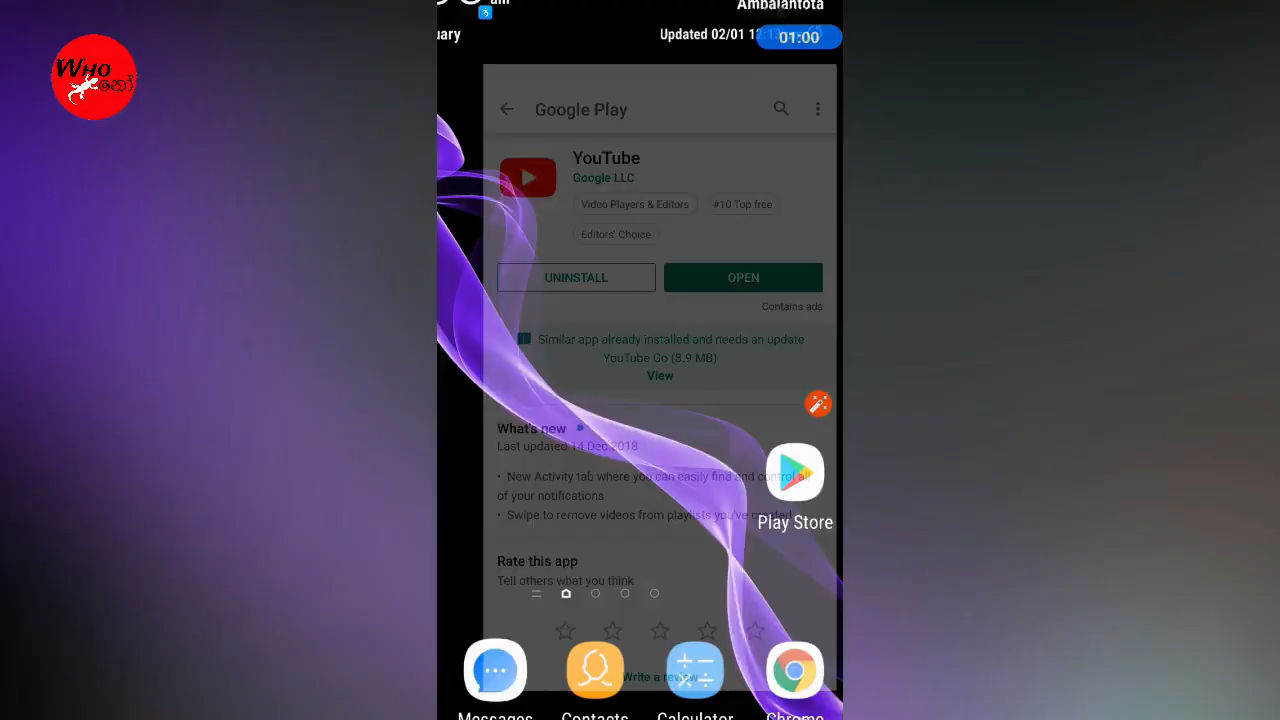 am
Ambalantota
uary
Updated 02/01
01:00
WHO
නෝ
Google Play
YouTube
Google LLC
Video Players & Editors
#10 Top free
Editors' Choice
UNINSTALL
OPEN
Contains ads
Similar app already installed and needs an update
YouTube Go (8.9 MB)
View
What's new
Last updated 14 Dec 2018
• New Activity tab where you can easily find and control all
of your notifications
• Swipe to remove videos from playlists you've created
Play Store
Rate this app
Tell others what you think
Write a review
Messages
Contacts
Calculator
Chrome